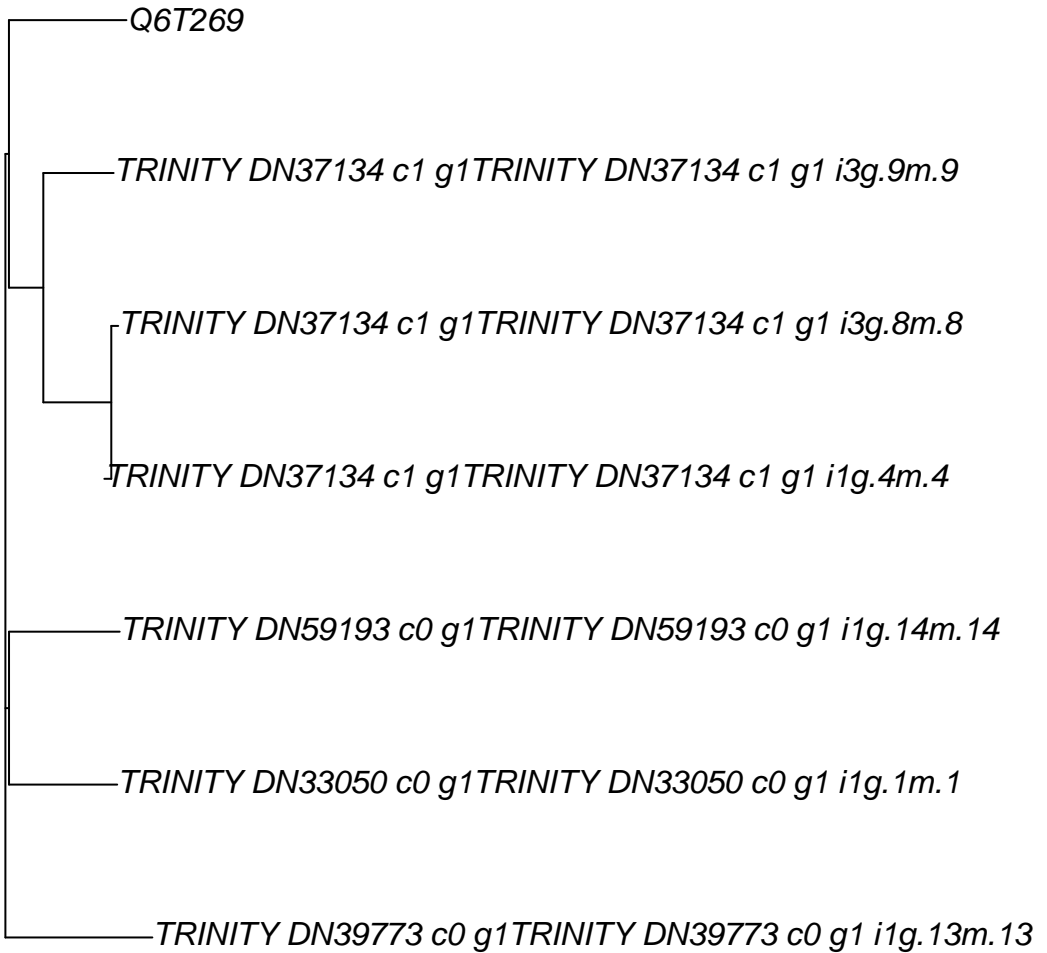 Q6T269
TRINITY DN37134 c1 g1TRINITY DN37134 c1 g1 i3g.9m.9
TRINITY DN37134 c1 g1TRINITY DN37134 c1 g1 i3g.8m.8
TRINITY DN37134 c1 g1TRINITY DN37134 c1 g1 i1g.4m.4
TRINITY DN59193 c0 g1TRINITY DN59193 c0 g1 i1g.14m.14
TRINITY DN33050 c0 g1TRINITY DN33050 c0 g1 i1g.1m.1
TRINITY DN39773 c0 g1TRINITY DN39773 c0 g1 i1g.13m.13